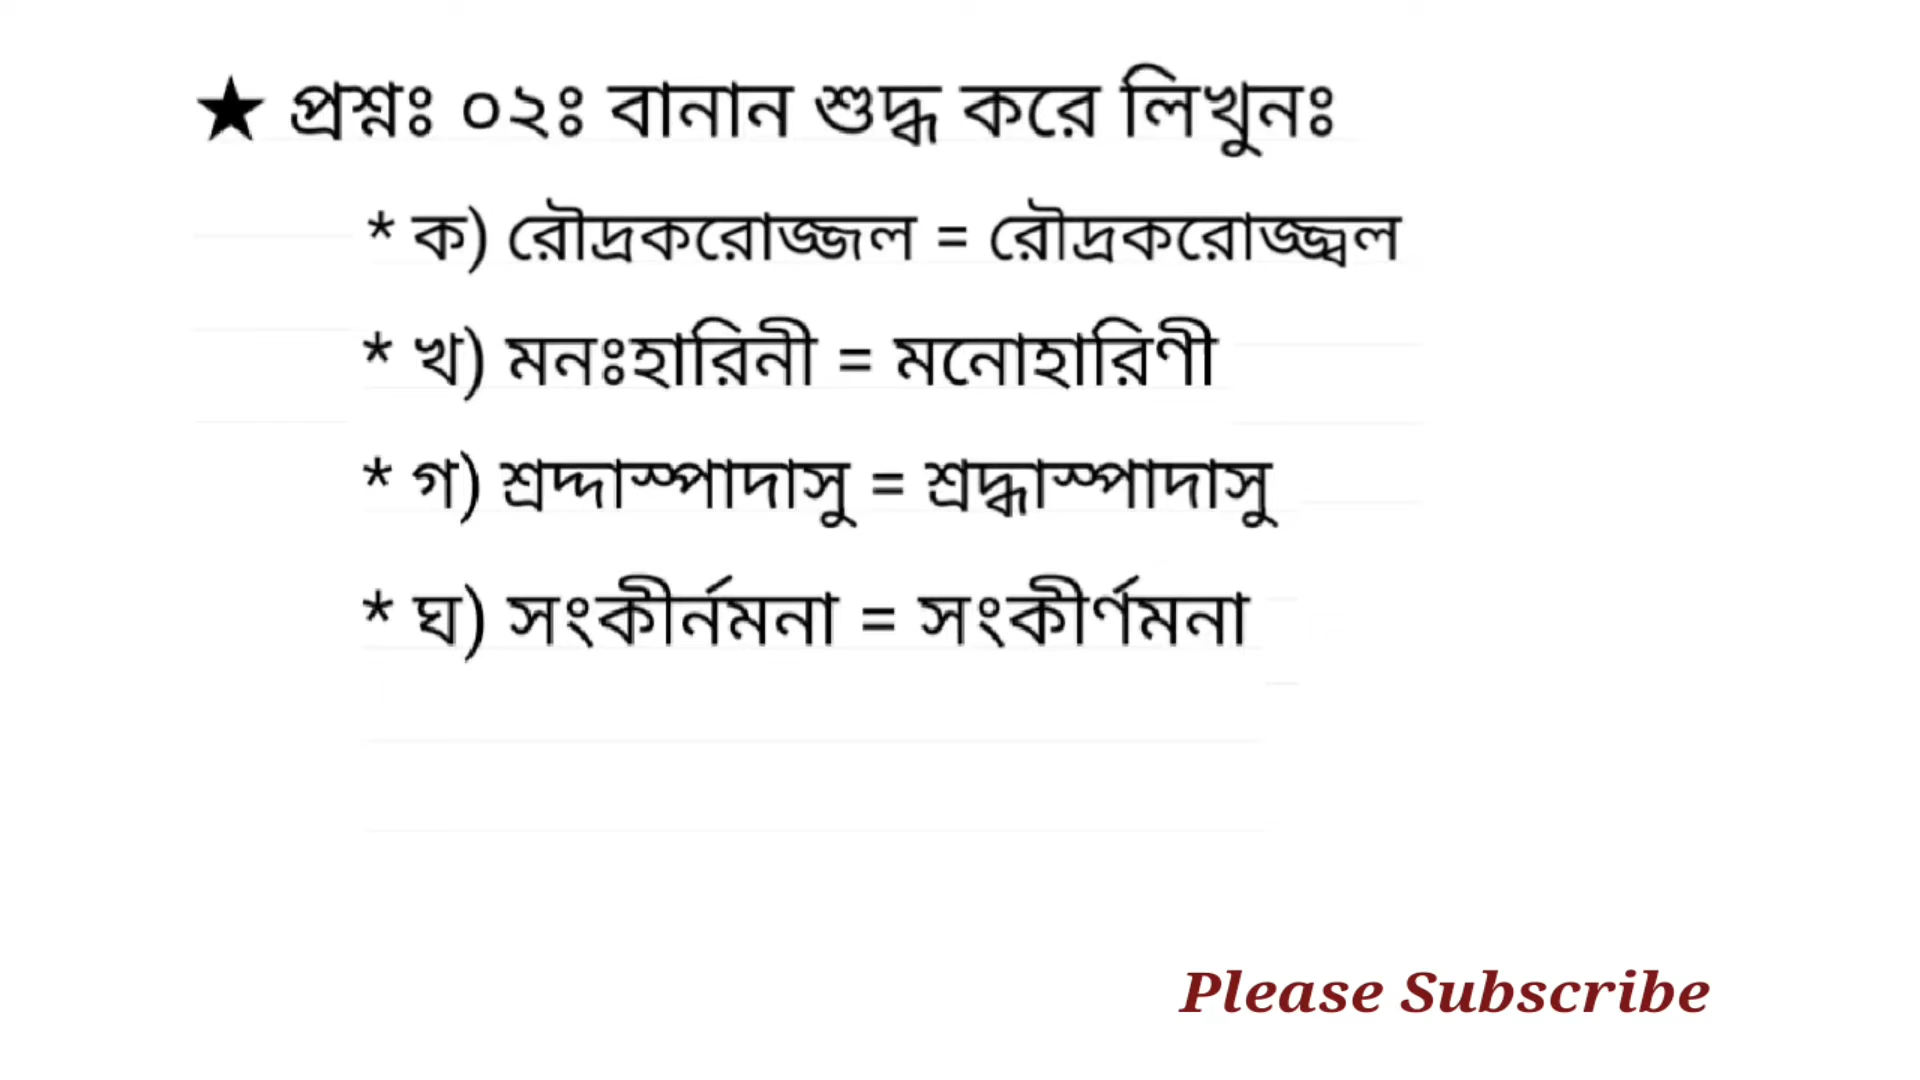 ★ প্রশ্নঃ ০২ঃ বানান শুদ্ধ করে লিখুনঃ
* ক) রৌদ্রকরোজ্জল = রৌদ্রকরোজ্জ্বল
* খ) মনঃহারিনী = মনোহারিণী
* গ) শ্রদ্দাস্পাদাসু = শ্রদ্ধাস্পাদাসু
* ঘ) সংকীর্নমনা = সংকীর্ণমনা
Please Subscribe